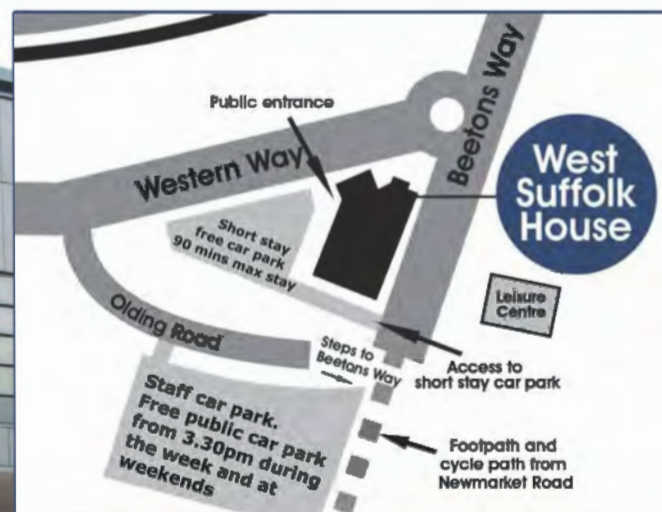 Public entrance
Beetons Way
Western Way
West
Suffolk
House
Short stay
free car park
90 mins max stay
Leisure
Centre
Olding Road
Steps to
Beetons Way
Access to
short stay car park
Staff car park.
Free public car park
from 3.30pm during
the week and at
weekends
Footpath and
cycle path from
Newmarket Road